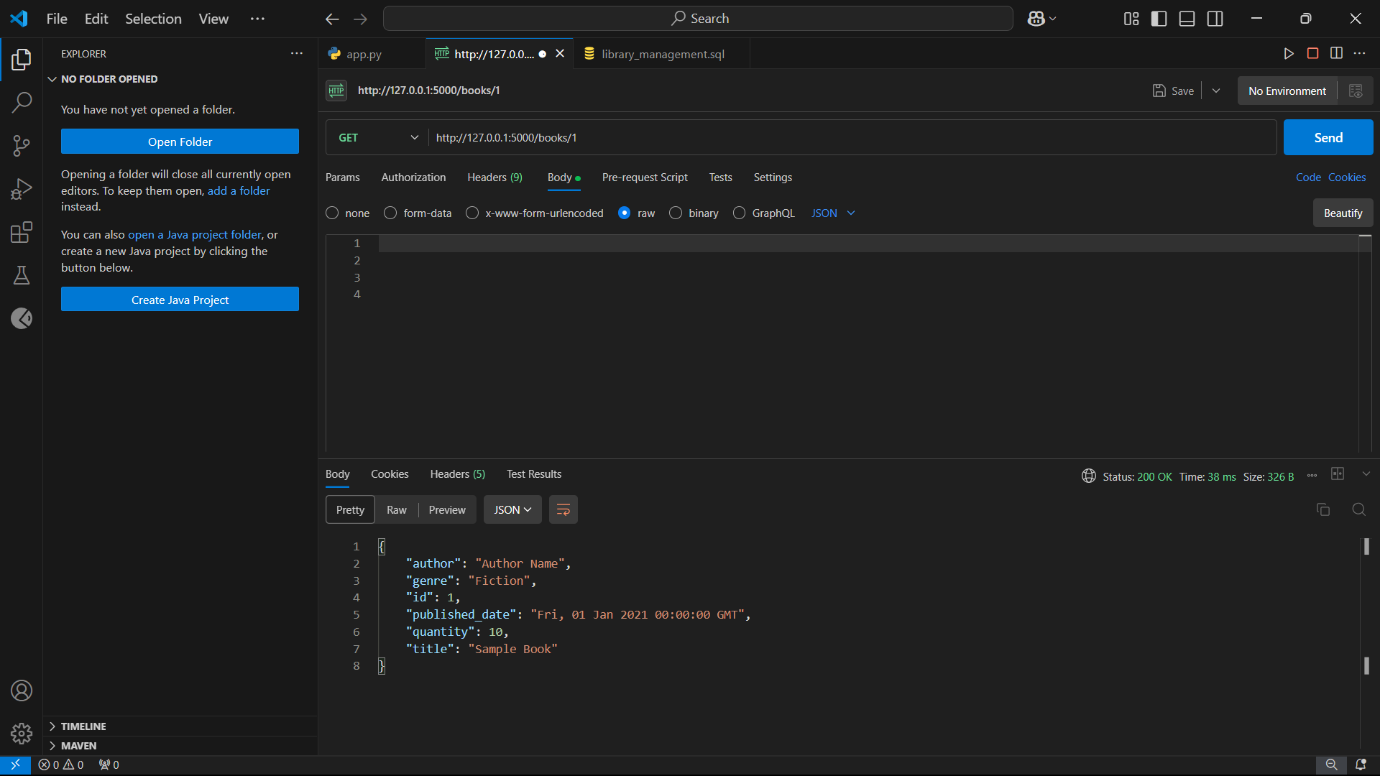 File Edit Selection View ··· Search
EXPLORER ···
NO FOLDER OPENED
You have not yet opened a folder.
Open Folder
Opening a folder will close all currently open
editors. To keep them open, add a folder
instead.
You can also open a Java project folder, or
create a new Java project by clicking the
button below.
Create Java Project
TIMELINE
MAVEN
app.py HTTP http://127.0.0.... library_management.sql
HTTP http://127.0.0.1:5000/books/1 Save No Environment
GET http://127.0.0.1:5000/books/1 Send
Params Authorization Headers (9) Body Pre-request Script Tests Settings Code Cookies
none form-data x-www-form-urlencoded raw binary GraphQL JSON Beautify
1
2
3
4
Body Cookies Headers (5) Test Results Status: 200 OK Time: 38 ms Size: 326 B
Pretty Raw Preview JSON
1 {
2 "author": "Author Name",
3 "genre": "Fiction",
4 "id": 1,
5 "published_date": "Fri, 01 Jan 2021 00:00:00 GMT",
6 "quantity": 10,
7 "title": "Sample Book"
8 }
0 0 0